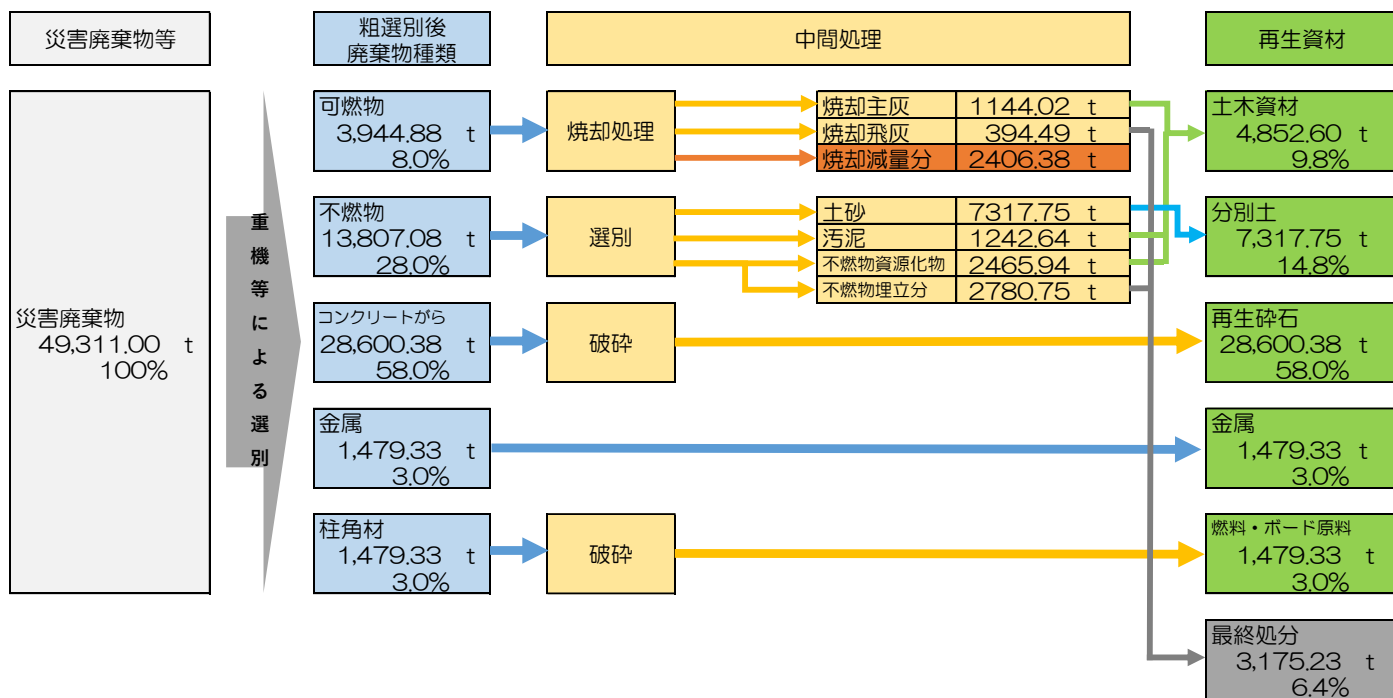 災害廃棄物等
粗選別後
廃棄物種類
中間処理
再生資材
災害廃棄物
49,311.00 t
100%
重機等による選別
可燃物
3,944.88 t
8.0%
不燃物
13,807.08 t
28.0%
コンクリートがら
28,600.38 t
58.0%
金属
1,479.33 t
3.0%
柱角材
1,479.33 t
3.0%
焼却処理
選別
破砕
破砕
焼却主灰 1144.02 t
焼却飛灰 394.49 t
焼却減量分 2406.38 t
土砂 7317.75 t
汚泥 1242.64 t
不燃物資源化物 2465.94 t
不燃物埋立分 2780.75 t
土木資材
4,852.60 t
9.8%
分別土
7,317.75 t
14.8%
再生砕石
28,600.38 t
58.0%
金属
1,479.33 t
3.0%
燃料・ボード原料
1,479.33 t
3.0%
最終処分
3,175.23 t
6.4%